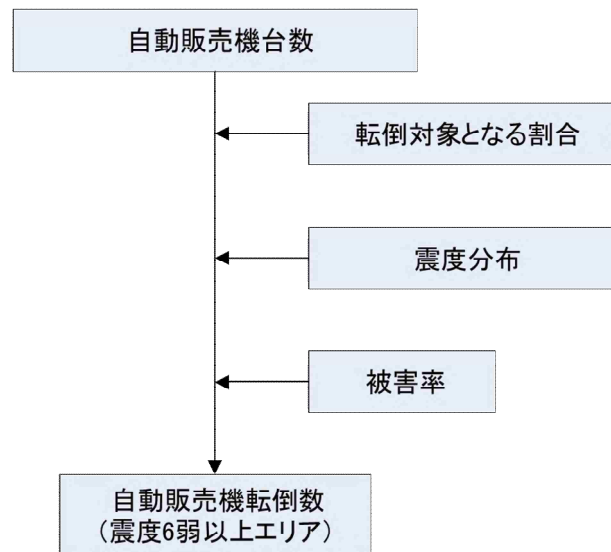 自動販売機台数
転倒対象となる割合
震度分布
被害率
自動販売機転倒数
（震度6弱以上エリア）